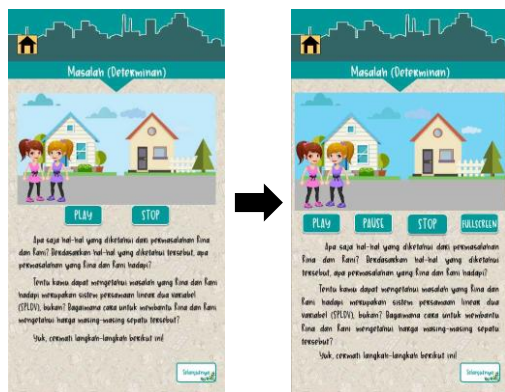 Masalah (Determinan)
PLAY STOP
Apa saja hal-hal yang diketahui dari permasalahan Rina
dan Rani? Berdasarkan hal-hal yang diketahui tersebut, apa
permasalahan yang Rina dan Rani hadapi?
Tentu kamu dapat mengetahui masalah yang Rina dan Rani
hadapi merupakan sistem persamaan linear dua variabel
(SPLDV), bukan? Bagaimana cara untuk membantu Rina dan Rani
mengetahui harga masing-masing sepatu tersebut?
Yuk, cermati langkah-langkah berikut ini!
Selanjutnya
Masalah (Determinan)
PLAY PAUSE STOP FULLSCREEN
Apa saja hal-hal yang diketahui dari permasalahan
Rina dan Rani? Berdasarkan hal-hal yang diketahui
tersebut, apa permasalahan yang Rina dan Rani hadapi?
Tentu kamu dapat mengetahui masalah yang Rina dan
Rani hadapi merupakan sistem persamaan linear dua
variabel (SPLDV), bukan? Bagaimana cara untuk membantu
Rina dan Rani mengetahui harga masing-masing sepatu
tersebut?
Yuk, cermati langkah-langkah berikut ini!
Selanjutnya